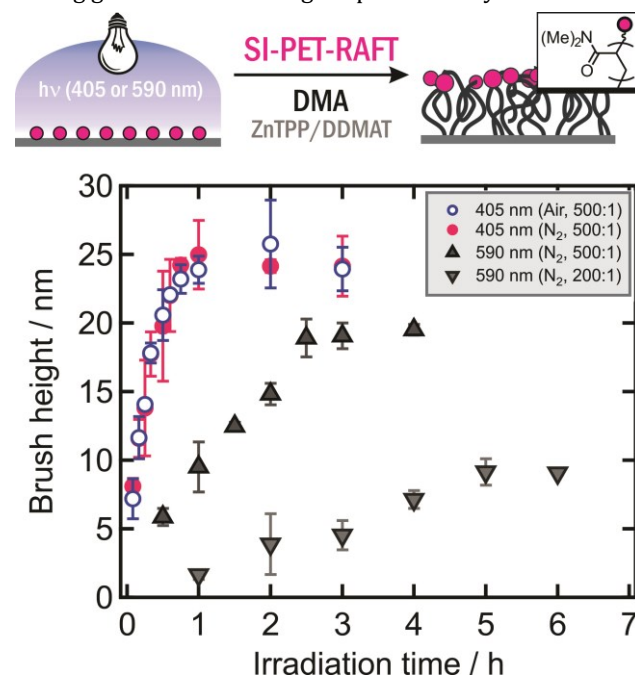 SI-PET-RAFT
hν (405 or 590 nm)
DMA
ZnTPP/DDMAT
(Me)₂N
O
30
25
20
15
10
5
0
Brush height / nm
405 nm (Air, 500:1)
405 nm (N₂, 500:1)
590 nm (N₂, 500:1)
590 nm (N₂, 200:1)
0 1 2 3 4 5 6 7
Irradiation time / h